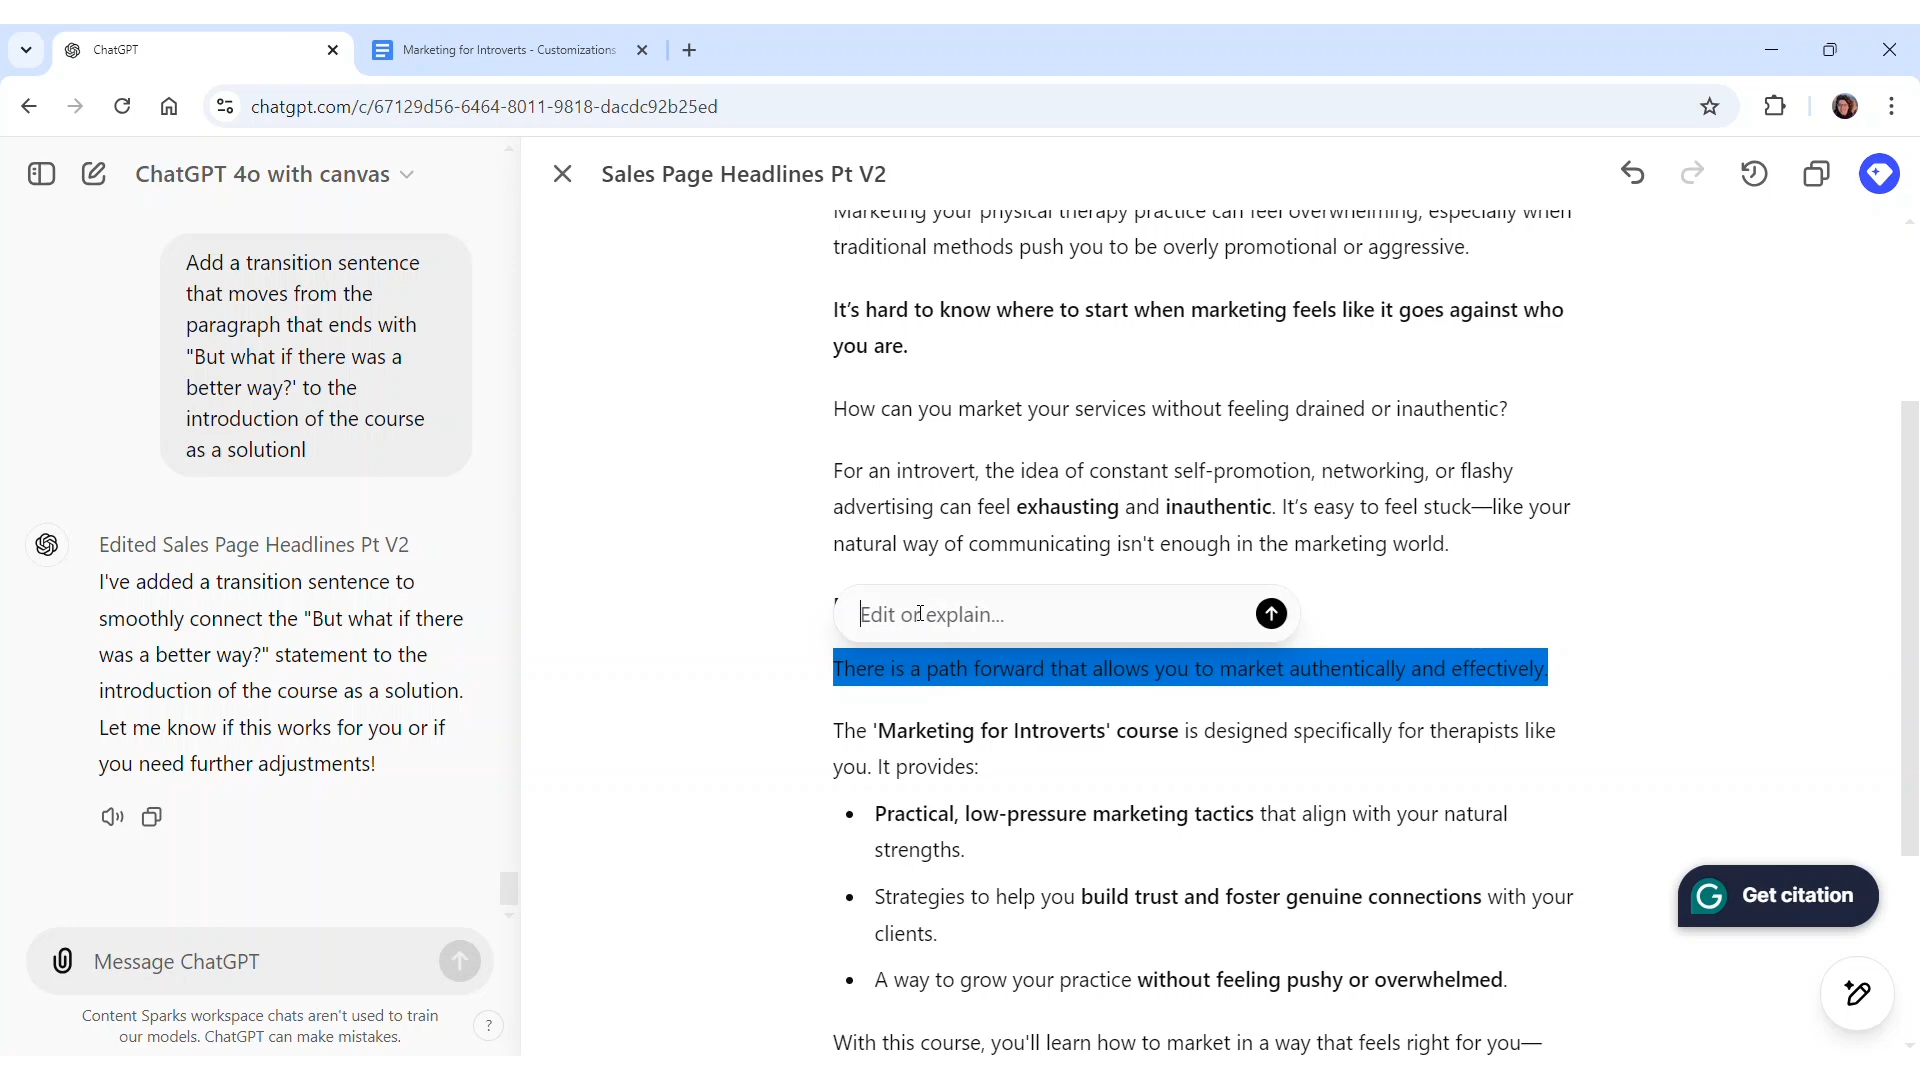 ChatGPT
Marketing for Introverts - Customizations
chatgpt.com/c/67129d56-6464-8011-9818-dacdc92b25ed
ChatGPT 4o with canvas
Sales Page Headlines Pt V2
Add a transition sentence
that moves from the
paragraph that ends with
"But what if there was a
better way?' to the
introduction of the course
as a solutionl
Edited Sales Page Headlines Pt V2
I've added a transition sentence to
smoothly connect the "But what if there
was a better way?" statement to the
introduction of the course as a solution.
Let me know if this works for you or if
you need further adjustments!
Message ChatGPT
Content Sparks workspace chats aren't used to train
our models. ChatGPT can make mistakes.
?
Marketing your physical therapy practice can feel overwhelming, especially when
traditional methods push you to be overly promotional or aggressive.
It's hard to know where to start when marketing feels like it goes against who
you are.
How can you market your services without feeling drained or inauthentic?
For an introvert, the idea of constant self-promotion, networking, or flashy
advertising can feel exhausting and inauthentic. It's easy to feel stuck—like your
natural way of communicating isn't enough in the marketing world.
Edit or explain...
There is a path forward that allows you to market authentically and effectively.
The 'Marketing for Introverts' course is designed specifically for therapists like
you. It provides:
• Practical, low-pressure marketing tactics that align with your natural
strengths.
• Strategies to help you build trust and foster genuine connections with your
clients.
• A way to grow your practice without feeling pushy or overwhelmed.
With this course, you'll learn how to market in a way that feels right for you—
Get citation